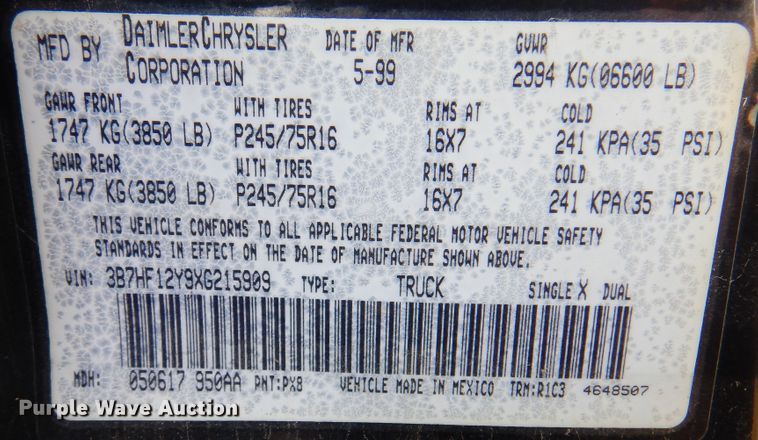 MFD BY DAIMLERCHRYSLER CORPORATION DATE OF MFR 5-99 GVWR 2994 KG(06600 LB)
GAWR FRONT WITH TIRES RIMS AT COLD
1747 KG(3850 LB) P245/75R16 16X7 241 KPA(35 PSI)
GAWR REAR WITH TIRES RIMS AT COLD
1747 KG(3850 LB) P245/75R16 16X7 241 KPA(35 PSI)
THIS VEHICLE CONFORMS TO ALL APPLICABLE FEDERAL MOTOR VEHICLE SAFETY
STANDARDS IN EFFECT ON THE DATE OF MANUFACTURE SHOWN ABOVE.
VIN: 3B7HF12Y9XG215909 TYPE: TRUCK SINGLE X DUAL
MDH: 050617 950AA PNT:PX8 VEHICLE MADE IN MEXICO TRM:R1C3 4648507
Purple Wave Auction